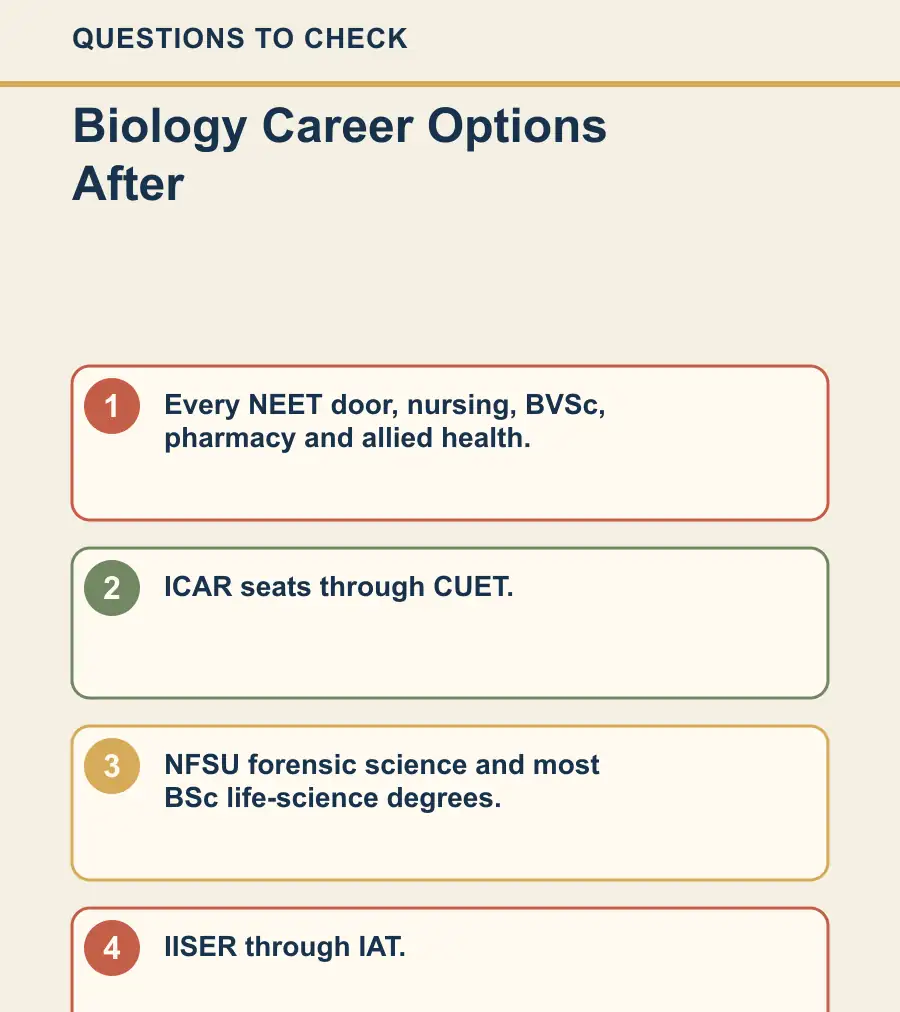 QUESTIONS TO CHECK
Biology Career Options
After
1
Every NEET door, nursing, BVSc,
pharmacy and allied health.
2
ICAR seats through CUET.
3
NFSU forensic science and most
BSc life-science degrees.
4
IISER through IAT.